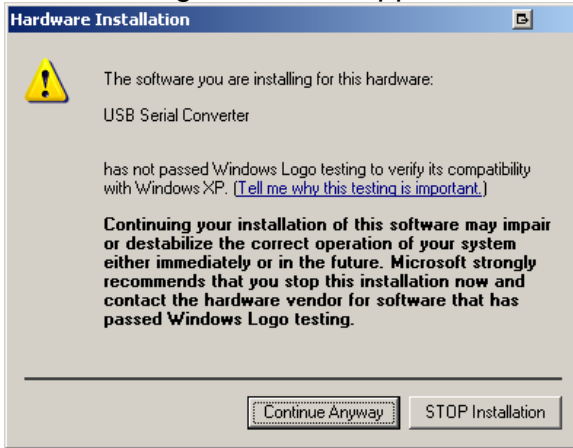 Hardware Installation
The software you are installing for this hardware:
USB Serial Converter
has not passed Windows Logo testing to verify its compatibility
with Windows XP. (Tell me why this testing is important.)
Continuing your installation of this software may impair
or destabilize the correct operation of your system
either immediately or in the future. Microsoft strongly
recommends that you stop this installation now and
contact the hardware vendor for software that has
passed Windows Logo testing.
Continue Anyway STOP Installation